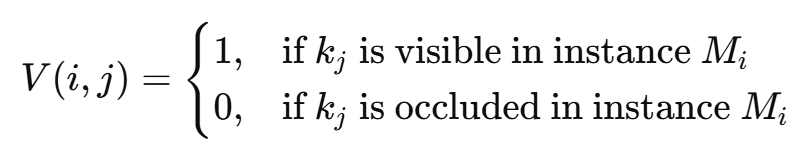 V(i, j) = { 1, if k_j is visible in instance M_i
0, if k_j is occluded in instance M_i